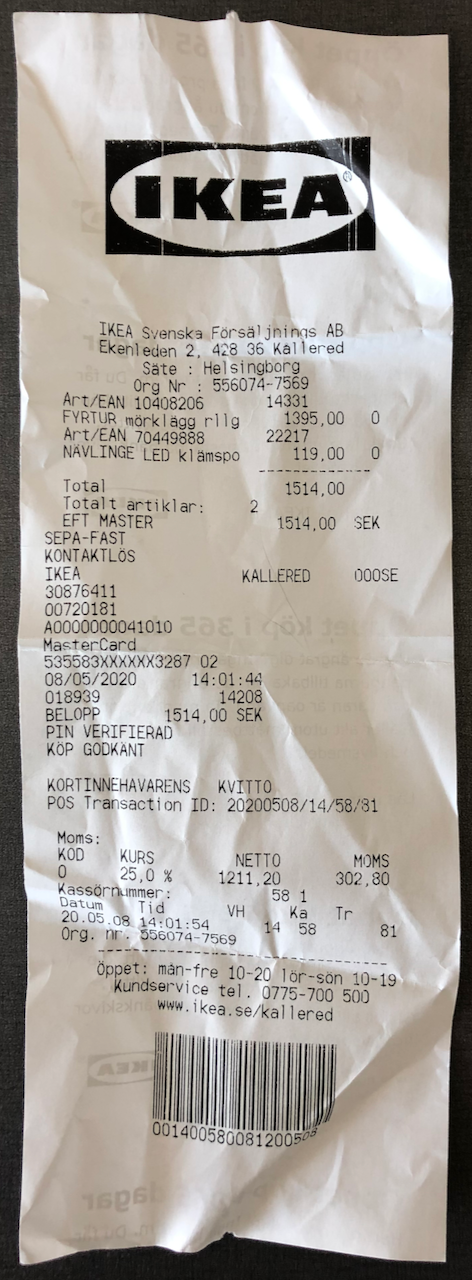 IKEA
IKEA Svenska Försäljnings AB
Ekenleden 2, 428 36 Kållered
Säte : Helsingborg
Org Nr : 556074-7569
Art/EAN 10408206 14331
FYRTUR mörklägg rllg 1395,00 0
Art/EAN 70449888 22217
NÄVLINGE LED klämspo 119,00 0
Total 1514,00
Totalt artiklar: 2
EFT MASTER 1514,00 SEK
SEPA-FAST
KONTAKTLÖS
IKEA KÅLLERED 000SE
30876411
00720181
A0000000041010
MasterCard
535583XXXXXX3287 02
08/05/2020 14:01:44
018939 14208
BELOPP 1514,00 SEK
PIN VERIFIERAD
KÖP GODKÄNT
KORTINNEHAVARENS KVITTO
POS Transaction ID: 20200508/14/58/81
Moms:
KOD KURS NETTO MOMS
0 25,0 % 1211,20 302,80
Kassörnummer: 58 1
Datum Tid VH Ka Tr
20.05.08 14:01:54 14 58 81
Org. nr. 556074-7569
Öppet: mån-fre 10-20 lör-sön 10-19
Kundservice tel. 0775-700 500
www.ikea.se/kallered
00140058008120050​8